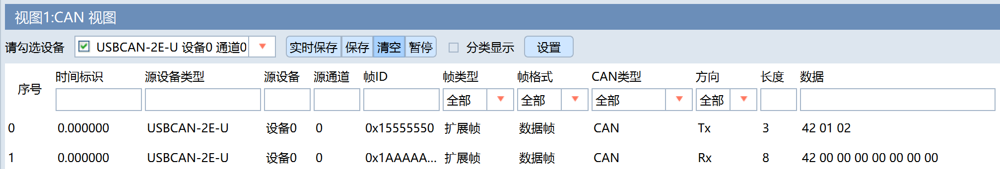 视图1:CAN 视图
请勾选设备 USBCAN-2E-U 设备0 通道0 实时保存 保存 清空 暂停 分类显示 设置
序号 时间标识 源设备类型 源设备 源通道 帧ID 帧类型 帧格式 CAN类型 方向 长度 数据
全部 全部 全部 全部
0 0.000000 USBCAN-2E-U 设备0 0 0x15555550 扩展帧 数据帧 CAN Tx 3 42 01 02
1 0.000000 USBCAN-2E-U 设备0 0 0x1AAAAA... 扩展帧 数据帧 CAN Rx 8 42 00 00 00 00 00 00 00